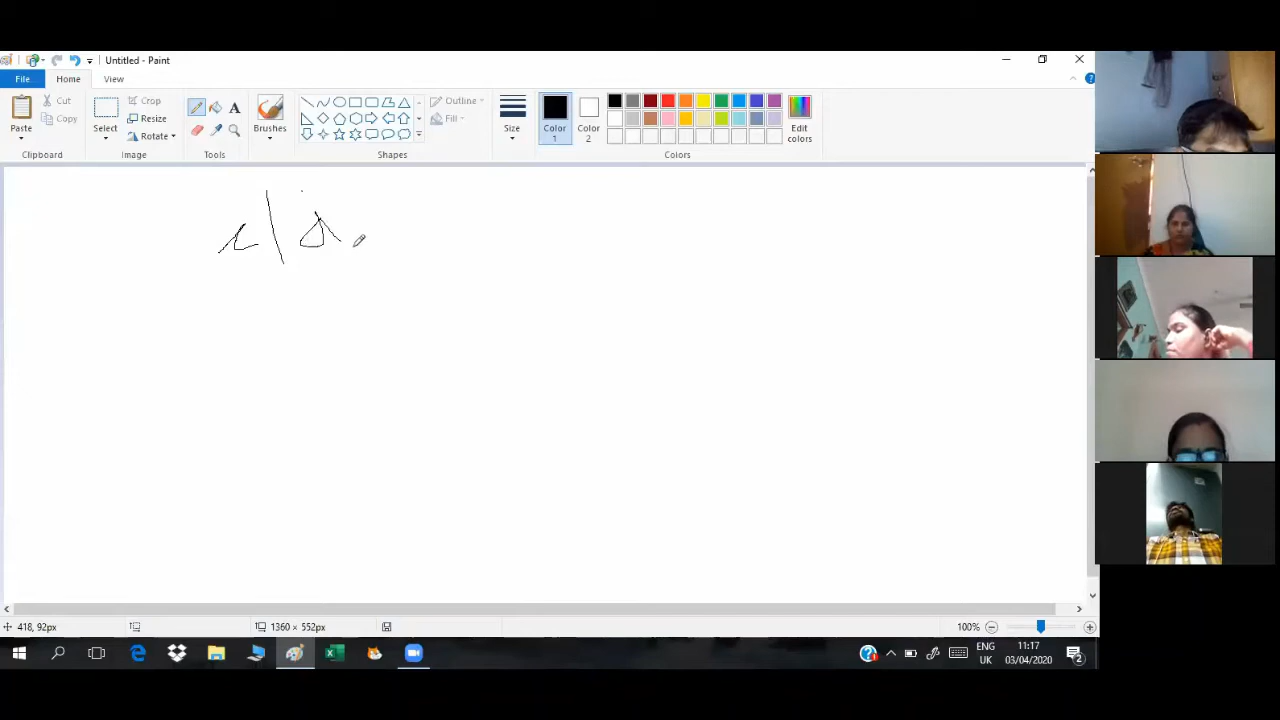 Untitled - Paint
File Home View
Paste
Cut
Copy
Clipboard
Select
Crop
Resize
Rotate
Image
A
Tools
Brushes
Outline
Fill
Shapes
Size
Color 1
Color 2
Edit colors
Colors
418, 92px
1360 × 552px
100%
ENG
UK
11:17
03/04/2020
2